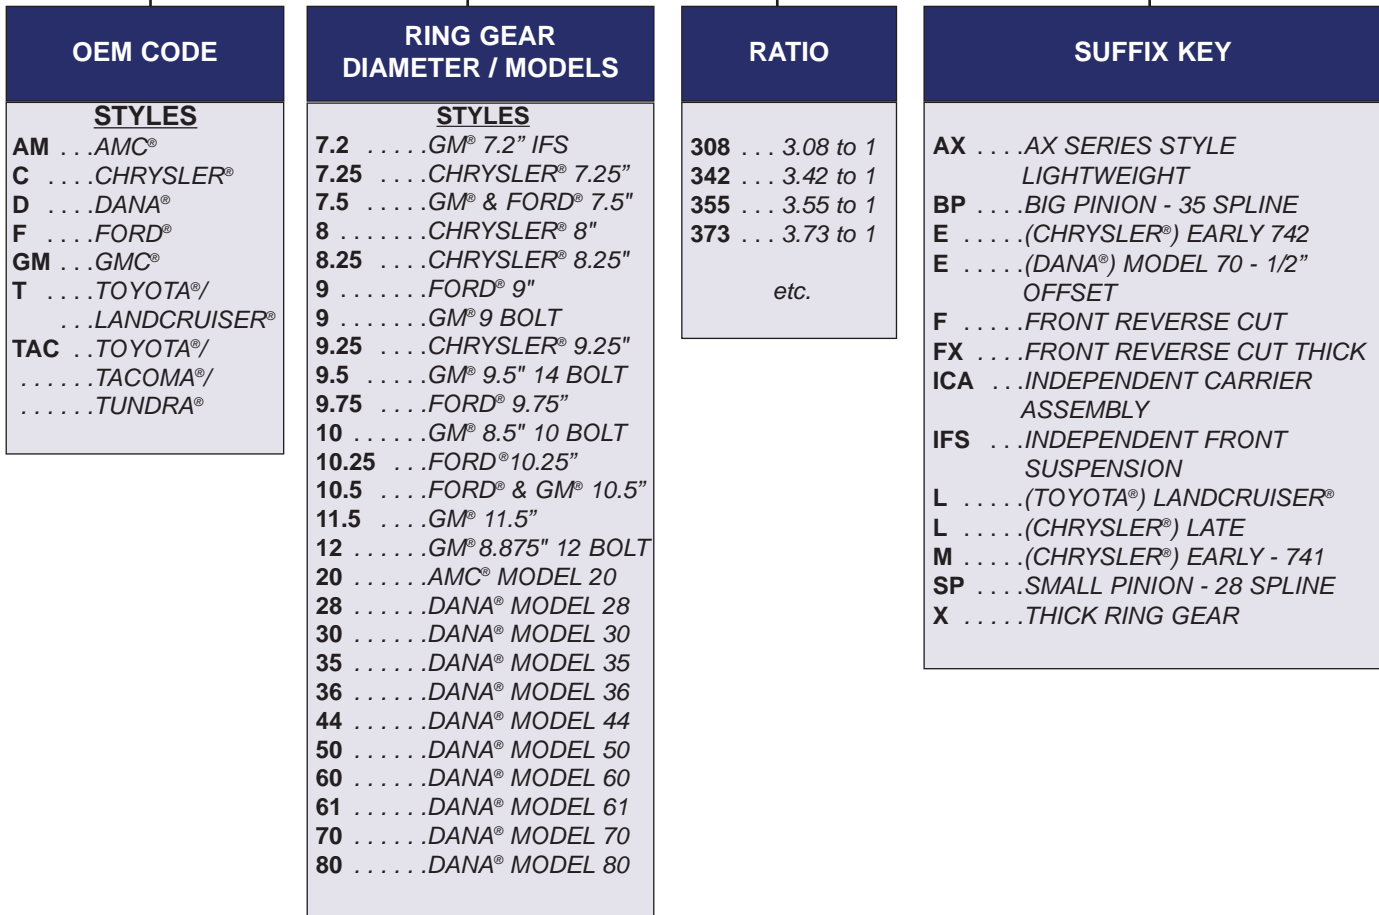 OEM CODE
STYLES
AM . . .AMC®
C . . . .CHRYSLER®
D . . . .DANA®
F . . . .FORD®
GM . . .GMC®
T . . . .TOYOTA®/
. . .LANDCRUISER®
TAC . .TOYOTA®/
. . . . . .TACOMA®/
. . . . . .TUNDRA®
RING GEAR
DIAMETER / MODELS
STYLES
7.2 . . . . .GM® 7.2” IFS
7.25 . . . .CHRYSLER® 7.25”
7.5 . . . . .GM® & FORD® 7.5"
8 . . . . . . .CHRYSLER® 8"
8.25 . . . .CHRYSLER® 8.25"
9 . . . . . . .FORD® 9"
9 . . . . . . .GM® 9 BOLT
9.25 . . . .CHRYSLER® 9.25"
9.5 . . . . .GM® 9.5" 14 BOLT
9.75 . . . .FORD® 9.75”
10 . . . . . .GM® 8.5" 10 BOLT
10.25 . . .FORD®10.25”
10.5 . . . .FORD® & GM® 10.5”
11.5 . . . .GM® 11.5”
12 . . . . . .GM® 8.875" 12 BOLT
20 . . . . . .AMC® MODEL 20
28 . . . . . .DANA® MODEL 28
30 . . . . . .DANA® MODEL 30
35 . . . . . .DANA® MODEL 35
36 . . . . . .DANA® MODEL 36
44 . . . . . .DANA® MODEL 44
50 . . . . . .DANA® MODEL 50
60 . . . . . .DANA® MODEL 60
61 . . . . . .DANA® MODEL 61
70 . . . . . .DANA® MODEL 70
80 . . . . . .DANA® MODEL 80
RATIO
308 . . . 3.08 to 1
342 . . . 3.42 to 1
355 . . . 3.55 to 1
373 . . . 3.73 to 1
etc.
SUFFIX KEY
AX . . . .AX SERIES STYLE
LIGHTWEIGHT
BP . . . .BIG PINION - 35 SPLINE
E . . . . .(CHRYSLER®) EARLY 742
E . . . . .(DANA®) MODEL 70 - 1/2”
OFFSET
F . . . . .FRONT REVERSE CUT
FX . . . .FRONT REVERSE CUT THICK
ICA . . .INDEPENDENT CARRIER
ASSEMBLY
IFS . . .INDEPENDENT FRONT
SUSPENSION
L . . . . .(TOYOTA®) LANDCRUISER®
L . . . . .(CHRYSLER®) LATE
M . . . . .(CHRYSLER®) EARLY - 741
SP . . . .SMALL PINION - 28 SPLINE
X . . . . .THICK RING GEAR